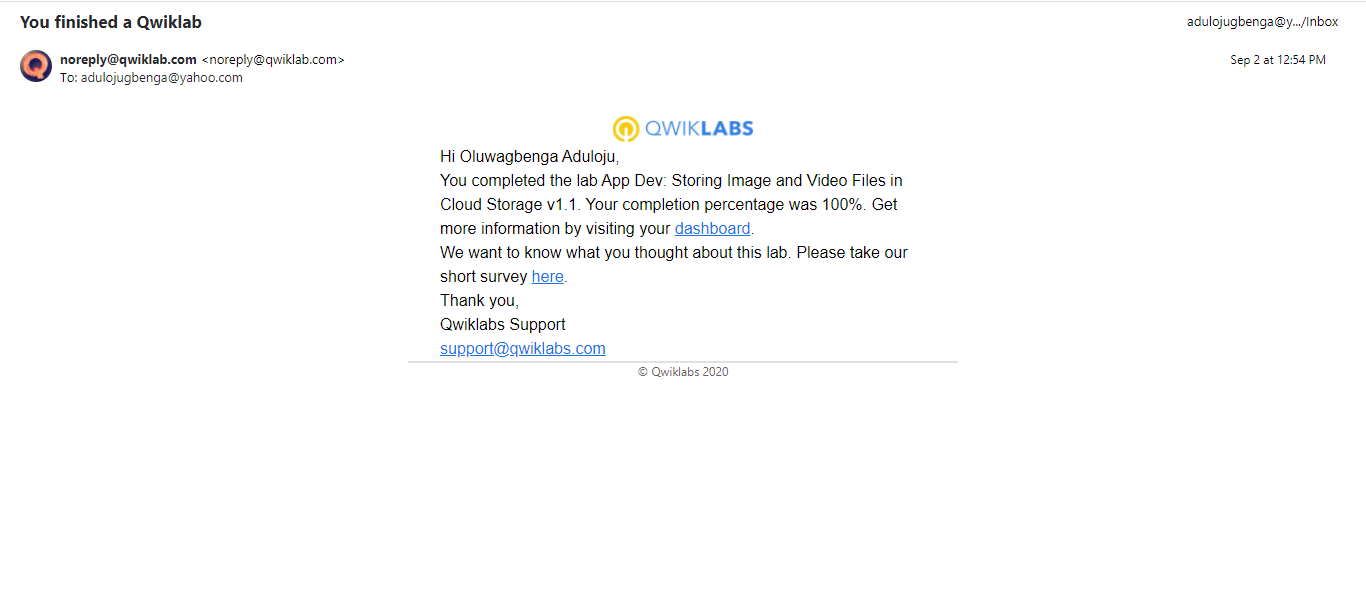 You finished a Qwiklab
adulojugbenga@y.../Inbox
noreply@qwiklab.com <noreply@qwiklab.com>
Sep 2 at 12:54 PM
To: adulojugbenga@yahoo.com
QWIKLABS
Hi Oluwagbenga Aduloju,
You completed the lab App Dev: Storing Image and Video Files in
Cloud Storage v1.1. Your completion percentage was 100%. Get
more information by visiting your dashboard.
We want to know what you thought about this lab. Please take our
short survey here.
Thank you,
Qwiklabs Support
support@qwiklabs.com
© Qwiklabs 2020